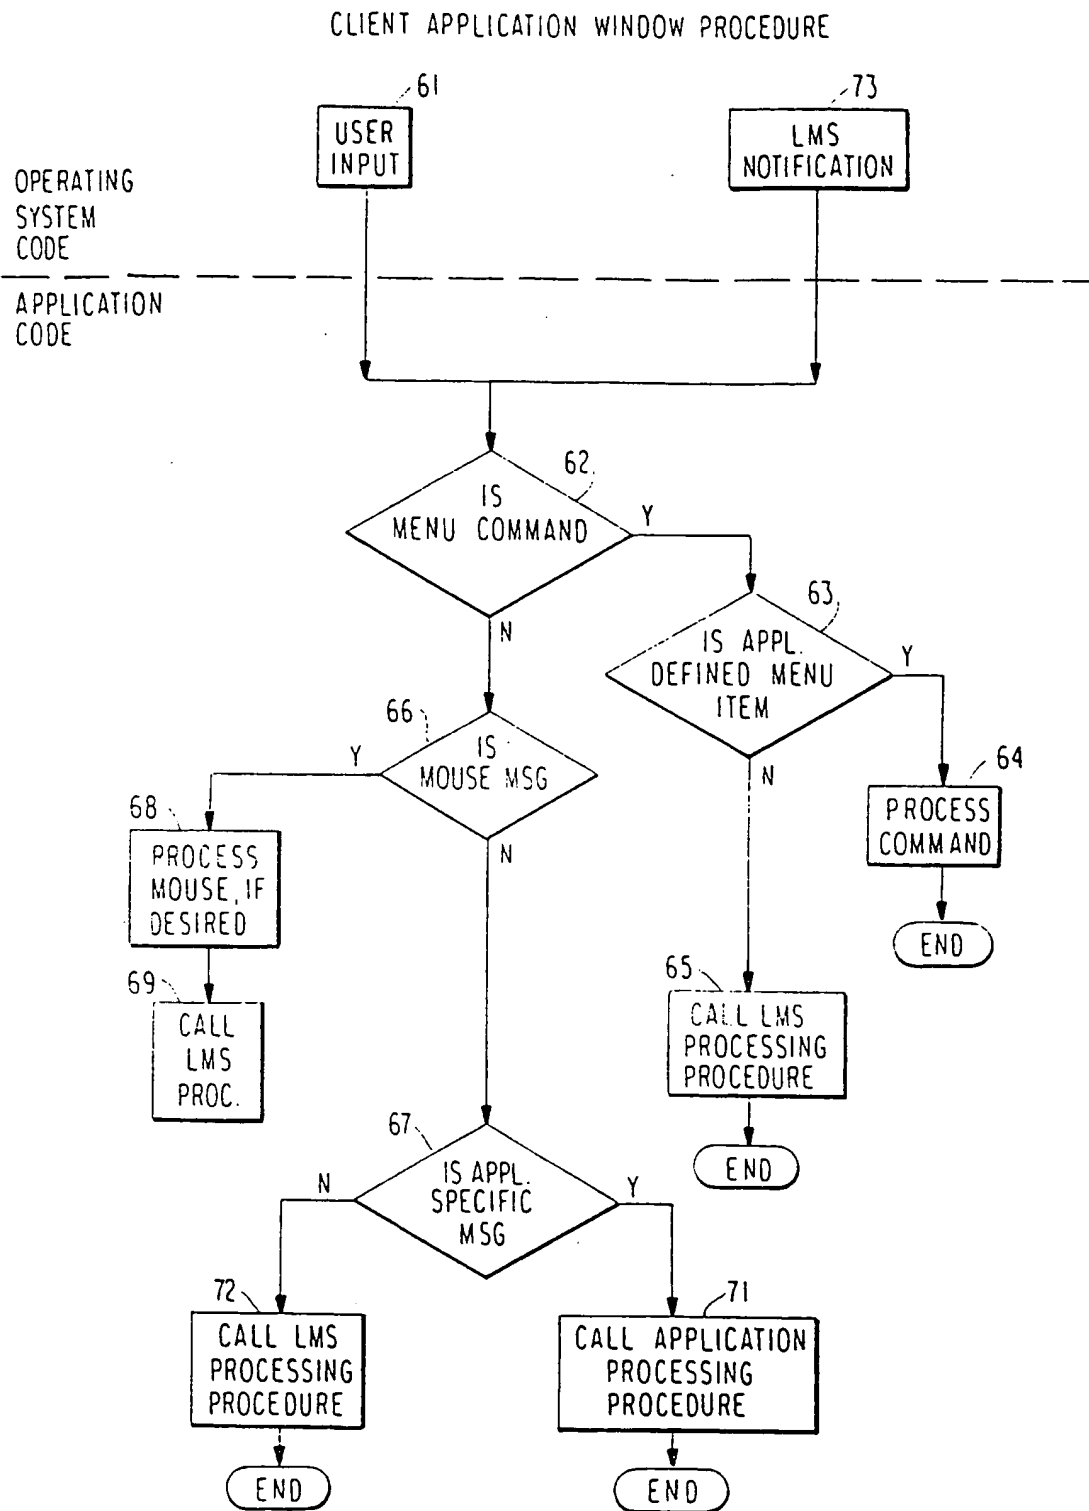 CLIENT APPLICATION WINDOW PROCEDURE
61
73
USER
INPUT
LMS
NOTIFICATION
OPERATING
SYSTEM
CODE
APPLICATION
CODE
62
IS
MENU COMMAND
Y
N
63
IS APPL.
DEFINED MENU
ITEM
Y
N
64
PROCESS
COMMAND
END
66
IS
MOUSE MSG
Y
N
68
PROCESS
MOUSE, IF
DESIRED
69
CALL
LMS
PROC.
65
CALL LMS
PROCESSING
PROCEDURE
END
67
IS APPL.
SPECIFIC
MSG
N
Y
72
CALL LMS
PROCESSING
PROCEDURE
END
71
CALL APPLICATION
PROCESSING
PROCEDURE
END